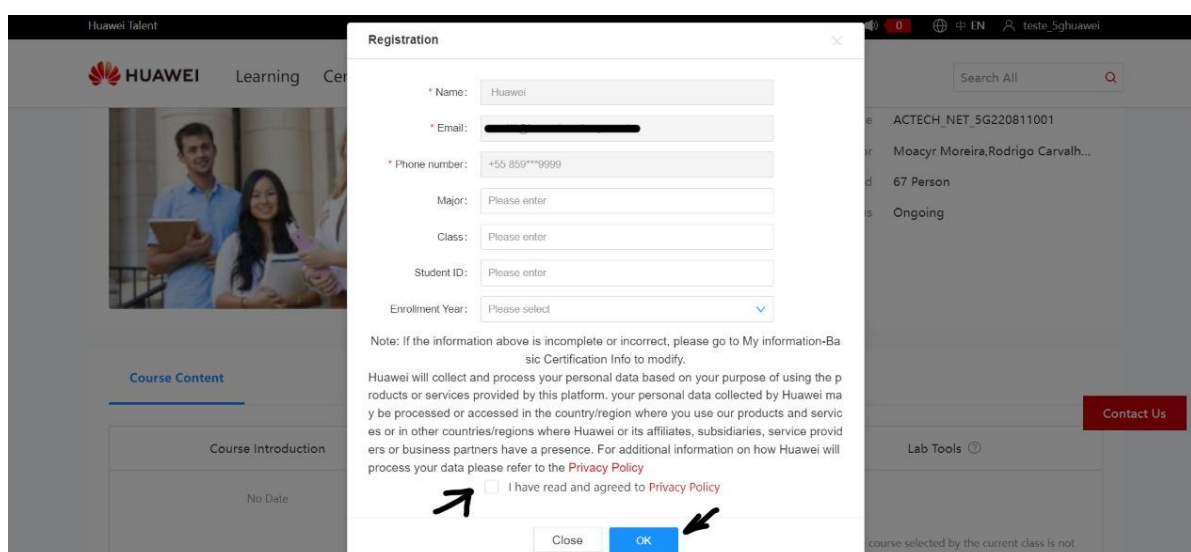 Huawei Talent
0 中 EN teste_5ghuawei
HUAWEI Learning Cer
Search All
Registration
* Name: Huawei
* Email:
* Phone number: +55 859***9999
Major: Please enter
Class: Please enter
Student ID: Please enter
Enrollment Year: Please select
ACTECH_NET_5G220811001
Moacyr Moreira,Rodrigo Carvalh...
67 Person
Ongoing
Note: If the information above is incomplete or incorrect, please go to My information-Ba
sic Certification Info to modify.
Huawei will collect and process your personal data based on your purpose of using the p
roducts or services provided by this platform. your personal data collected by Huawei ma
y be processed or accessed in the country/region where you use our products and servic
es or in other countries/regions where Huawei or its affiliates, subsidiaries, service provid
ers or business partners have a presence. For additional information on how Huawei will
process your data please refer to the Privacy Policy
I have read and agreed to Privacy Policy
Close OK
Course Content
Contact Us
Course Introduction
Lab Tools ?
No Date
course selected by the current class is not